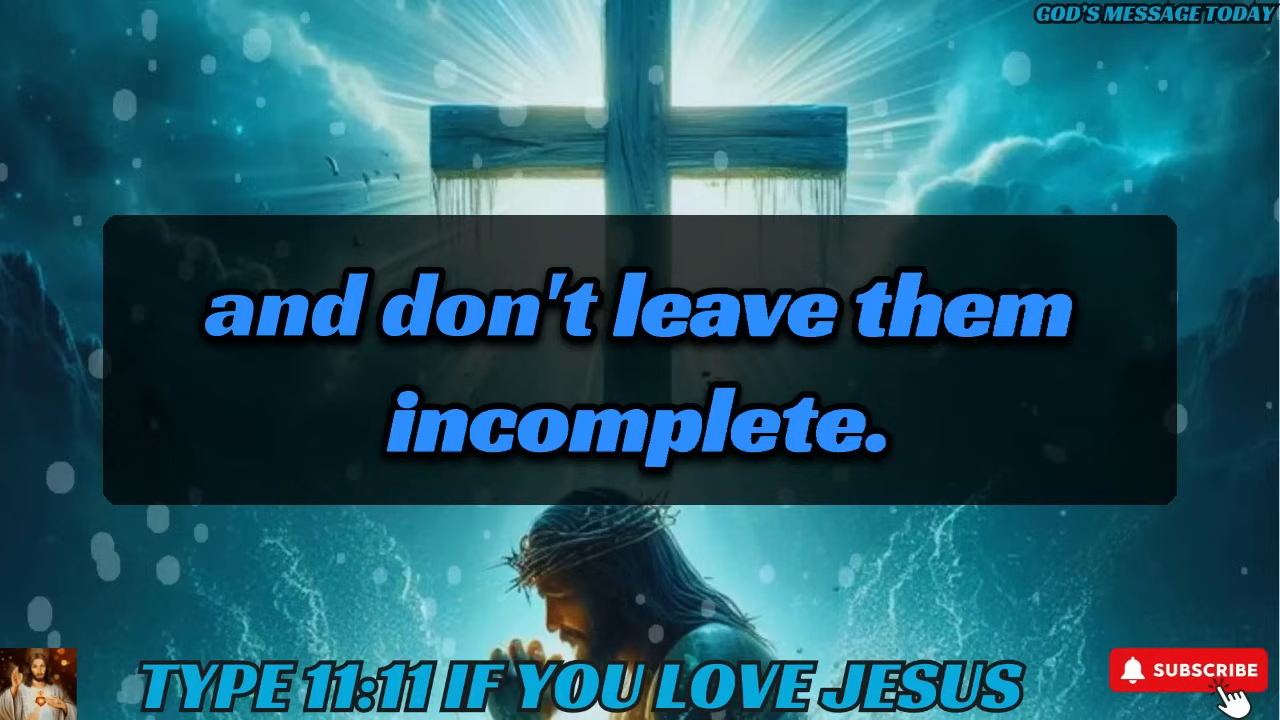 GOD'S MESSAGE TODAY
and don't leave them
incomplete.
TYPE 11:11 IF YOU LOVE JESUS
SUBSCRIBE